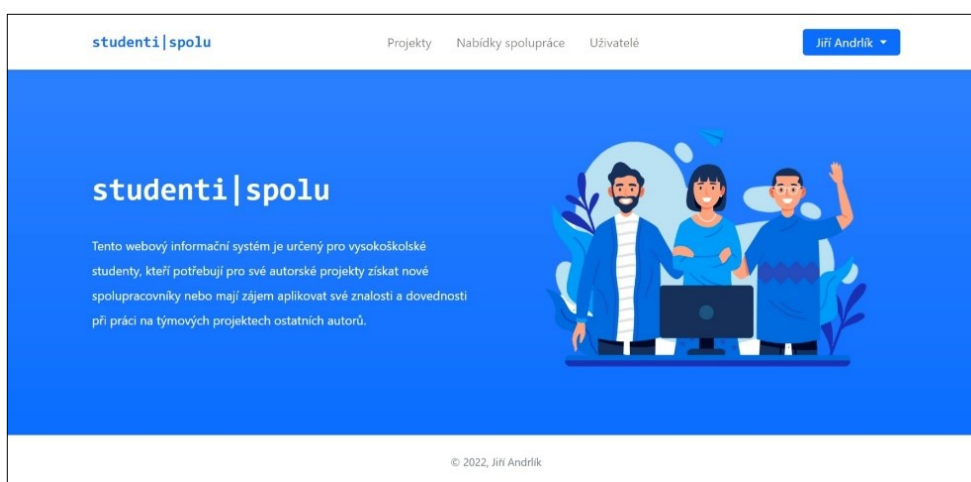 studenti|spolu
Projekty
Nabídky spolupráce
Uživatelé
Jiří Andrlík
studenti|spolu
Tento webový informační systém je určený pro vysokoškolské
studenty, kteří potřebují pro své autorské projekty získat nové
spolupracovníky nebo mají zájem aplikovat své znalosti a dovednosti
při práci na týmových projektech ostatních autorů.
© 2022, Jiří Andrlík